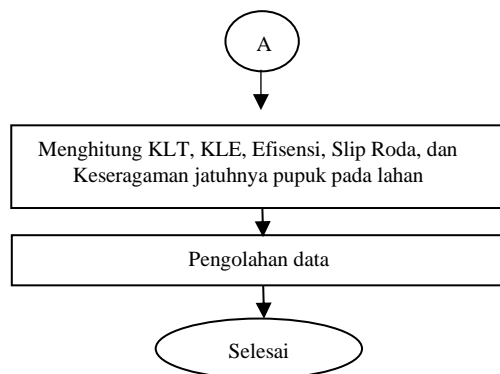 A
Menghitung KLT, KLE, Efisensi, Slip Roda, dan
Keseragaman jatuhnya pupuk pada lahan
Pengolahan data
Selesai